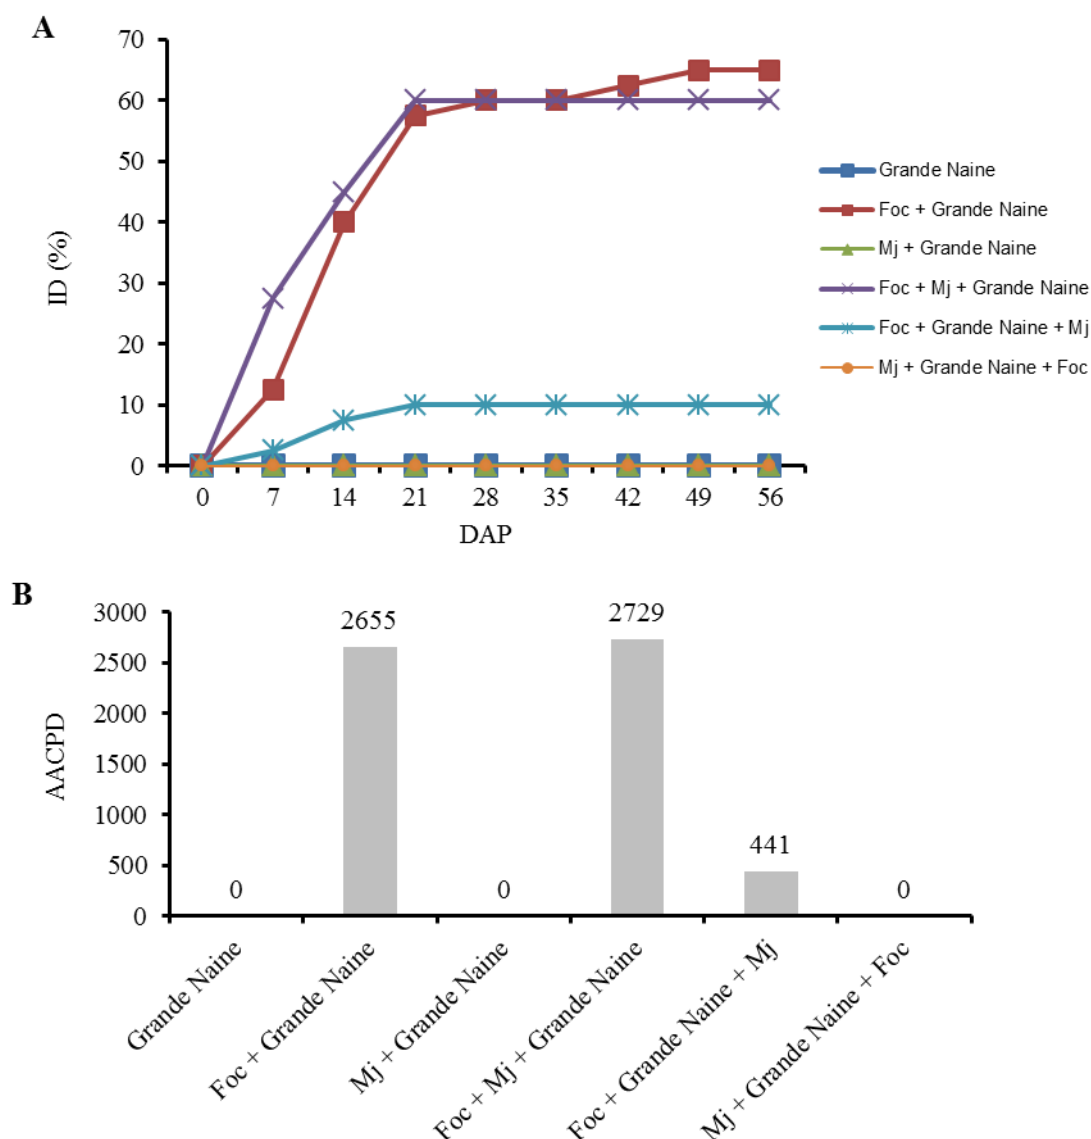 A
70
60
50
40
30
20
10
0
ID (%)
0 7 14 21 28 35 42 49 56
DAP
Grande Naine
Foc + Grande Naine
Mj + Grande Naine
Foc + Mj + Grande Naine
Foc + Grande Naine + Mj
Mj + Grande Naine + Foc
B
3000
2500
2000
1500
1000
500
0
AACPD
0 2655 0 2729 441 0
Grande Naine
Foc + Grande Naine
Mj + Grande Naine
Foc + Mj + Grande Naine
Foc + Grande Naine + Mj
Mj + Grande Naine + Foc